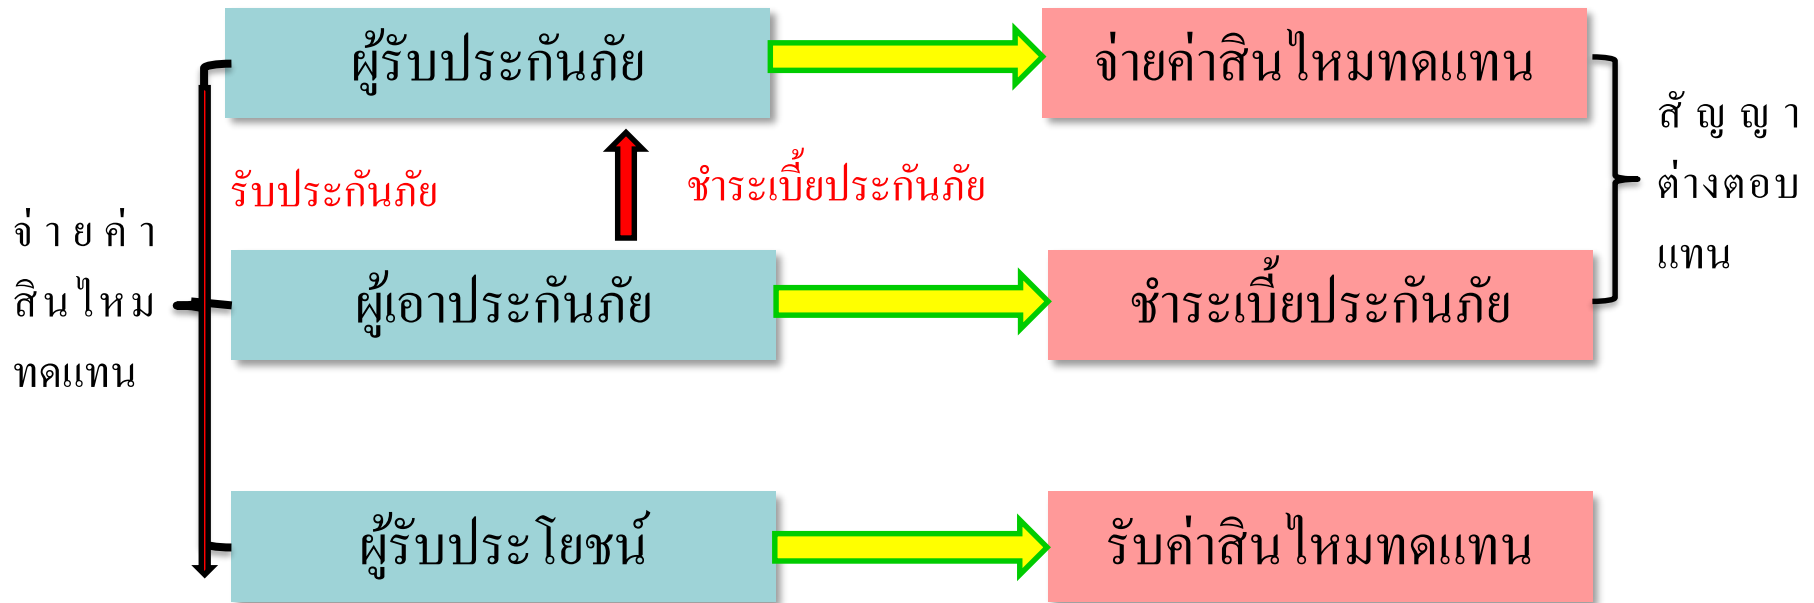 ผู้รับประกันภัย
จ่ายค่าสินไหมทดแทน
สัญญา
ต่างตอบ
แทน
รับประกันภัย
ชำระเบี้ยประกันภัย
จ่ายค่า
สินไหม
ทดแทน
ผู้เอาประกันภัย
ชำระเบี้ยประกันภัย
ผู้รับประโยชน์
รับค่าสินไหมทดแทน